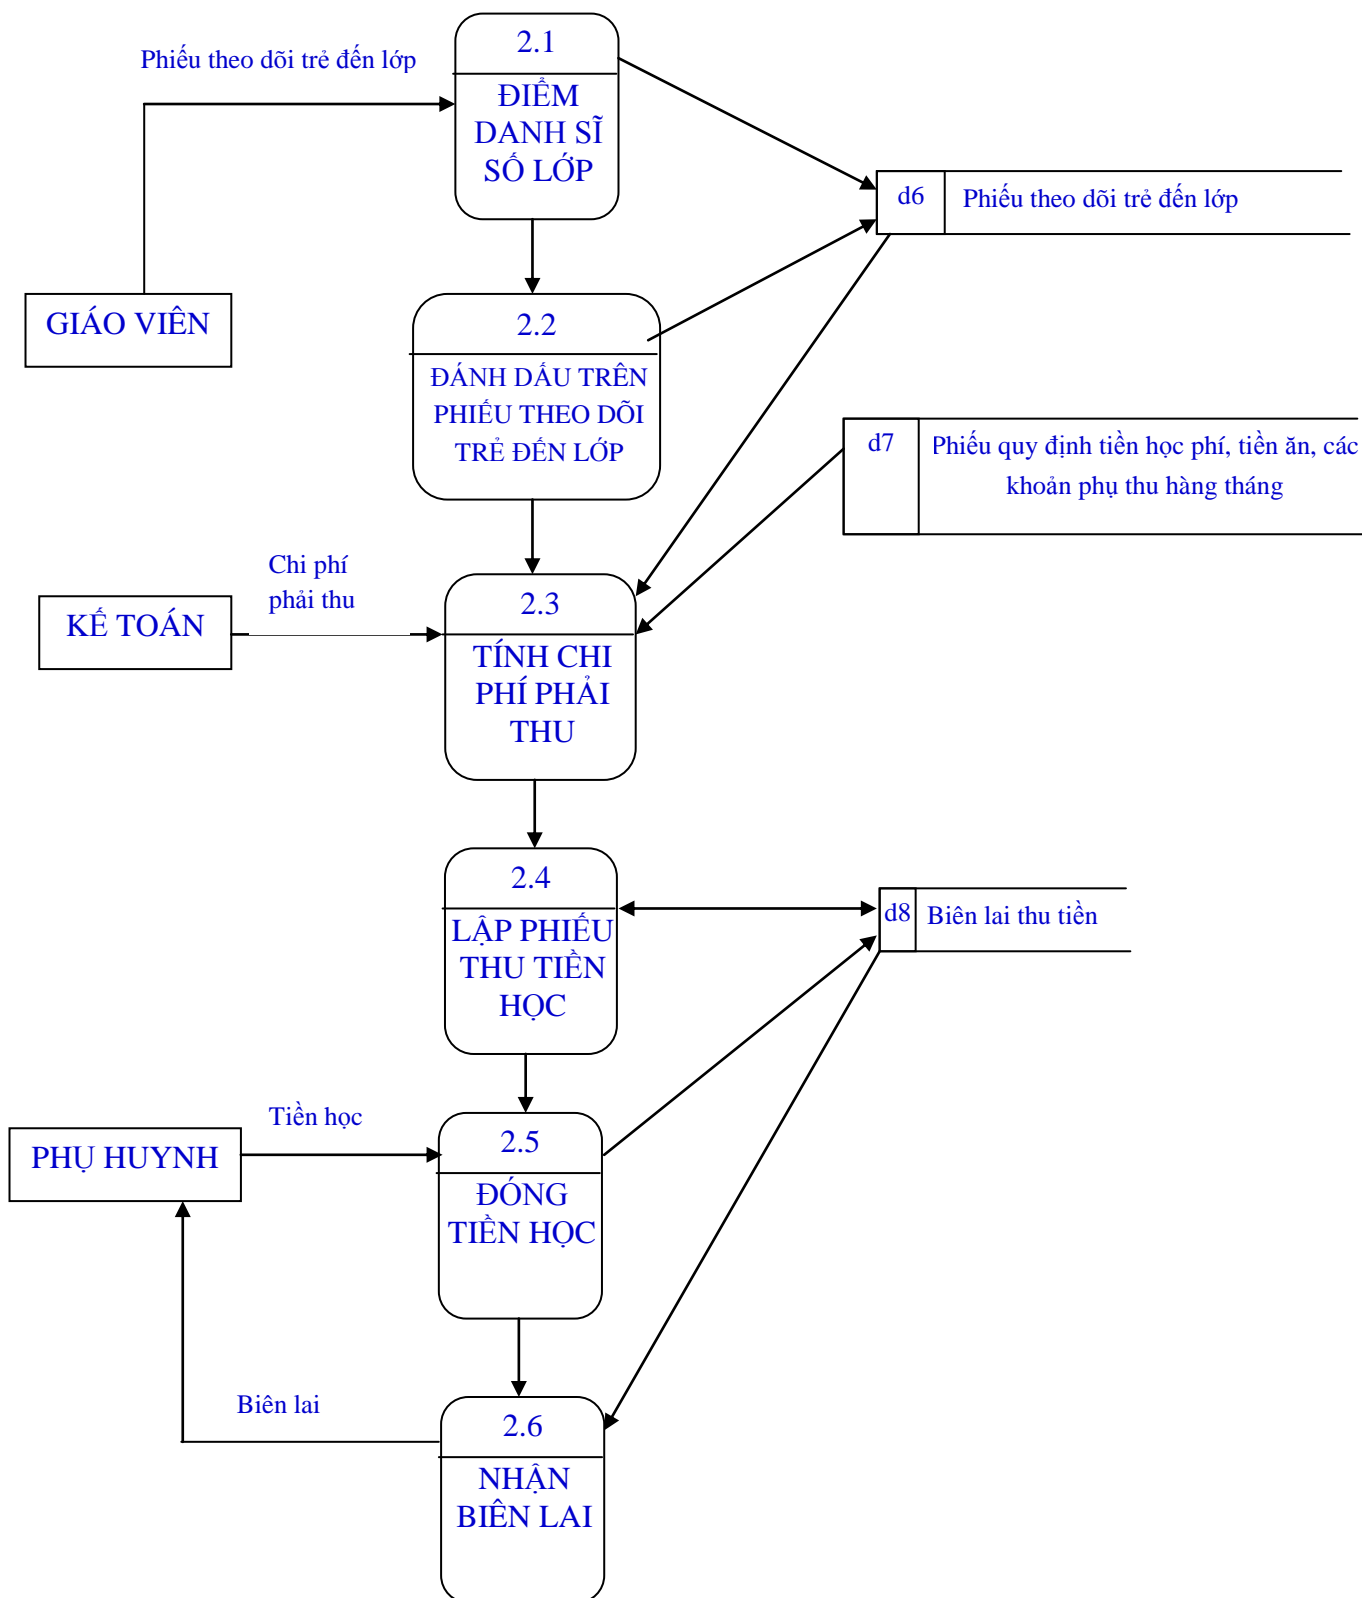 2.1
Phiếu theo dõi trẻ đến lớp
ĐIỂM
DANH SĨ
SỐ LỚP
d6
Phiếu theo dõi trẻ đến lớp
GIÁO VIÊN
2.2
ĐÁNH DẤU TRÊN
PHIẾU THEO DÕI
TRẺ ĐẾN LỚP
d7
Phiếu quy định tiền học phí, tiền ăn, các
khoản phụ thu hàng tháng
Chi phí
phải thu
KẾ TOÁN
2.3
TÍNH CHI
PHÍ PHẢI
THU
2.4
LẬP PHIẾU
THU TIỀN
HỌC
d8
Biên lai thu tiền
Tiền học
PHỤ HUYNH
2.5
ĐÓNG
TIỀN HỌC
Biên lai
2.6
NHẬN
BIÊN LAI